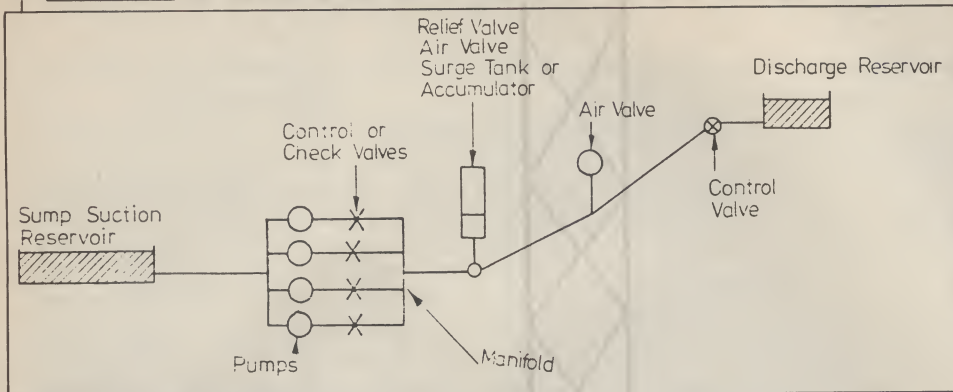 Relief Valve
Air Valve
Surge Tank or
Accumulator
Discharge Reservoir
Air Valve
Control or
Check Valves
Control
Valve
Sump Suction
Reservoir
Pumps
Manifold